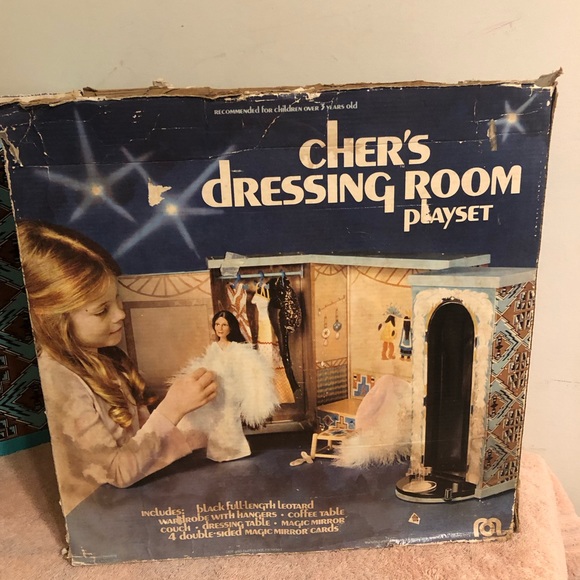 RECOMMENDED for children over 3 years old
cHER'S
dRESSING ROOM
plAYSET
INCludes: black full-length leotard
WARdrobe with hangers • coffee table
couch • dressing table • magic mirror
4 double-sided magic mirror cards